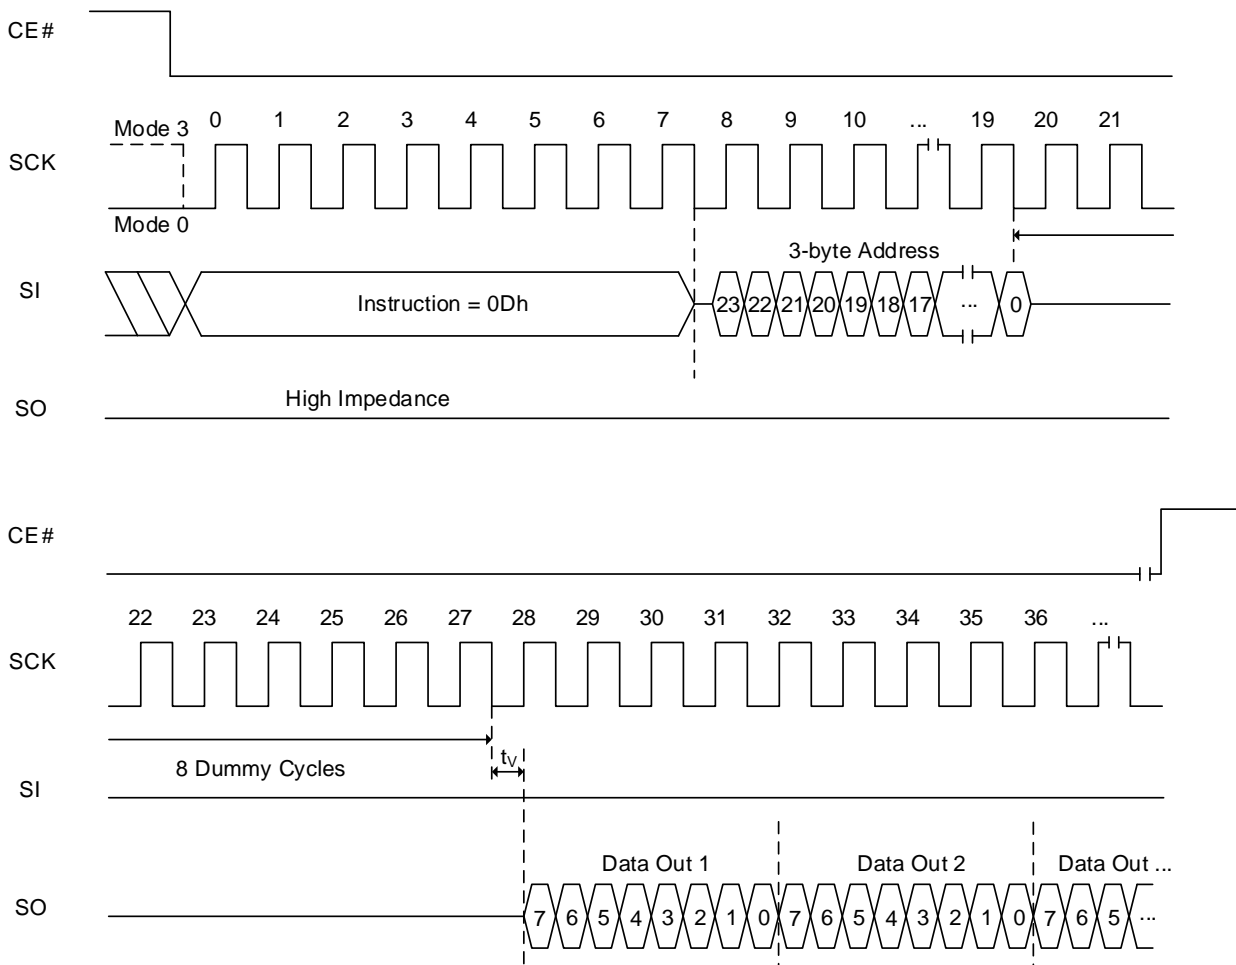 CE#
0 1 2 3 4 5 6 7 8 9 10 ... 19 20 21
Mode 3
SCK
Mode 0
3-byte Address
SI
Instruction = 0Dh
23 22 21 20 19 18 17 ... 0
High Impedance
SO
CE#
22 23 24 25 26 27 28 29 30 31 32 33 34 35 36 ...
SCK
8 Dummy Cycles
tV
SI
Data Out 1 Data Out 2 Data Out ...
SO
7 6 5 4 3 2 1 0 7 6 5 4 3 2 1 0 7 6 5 ...